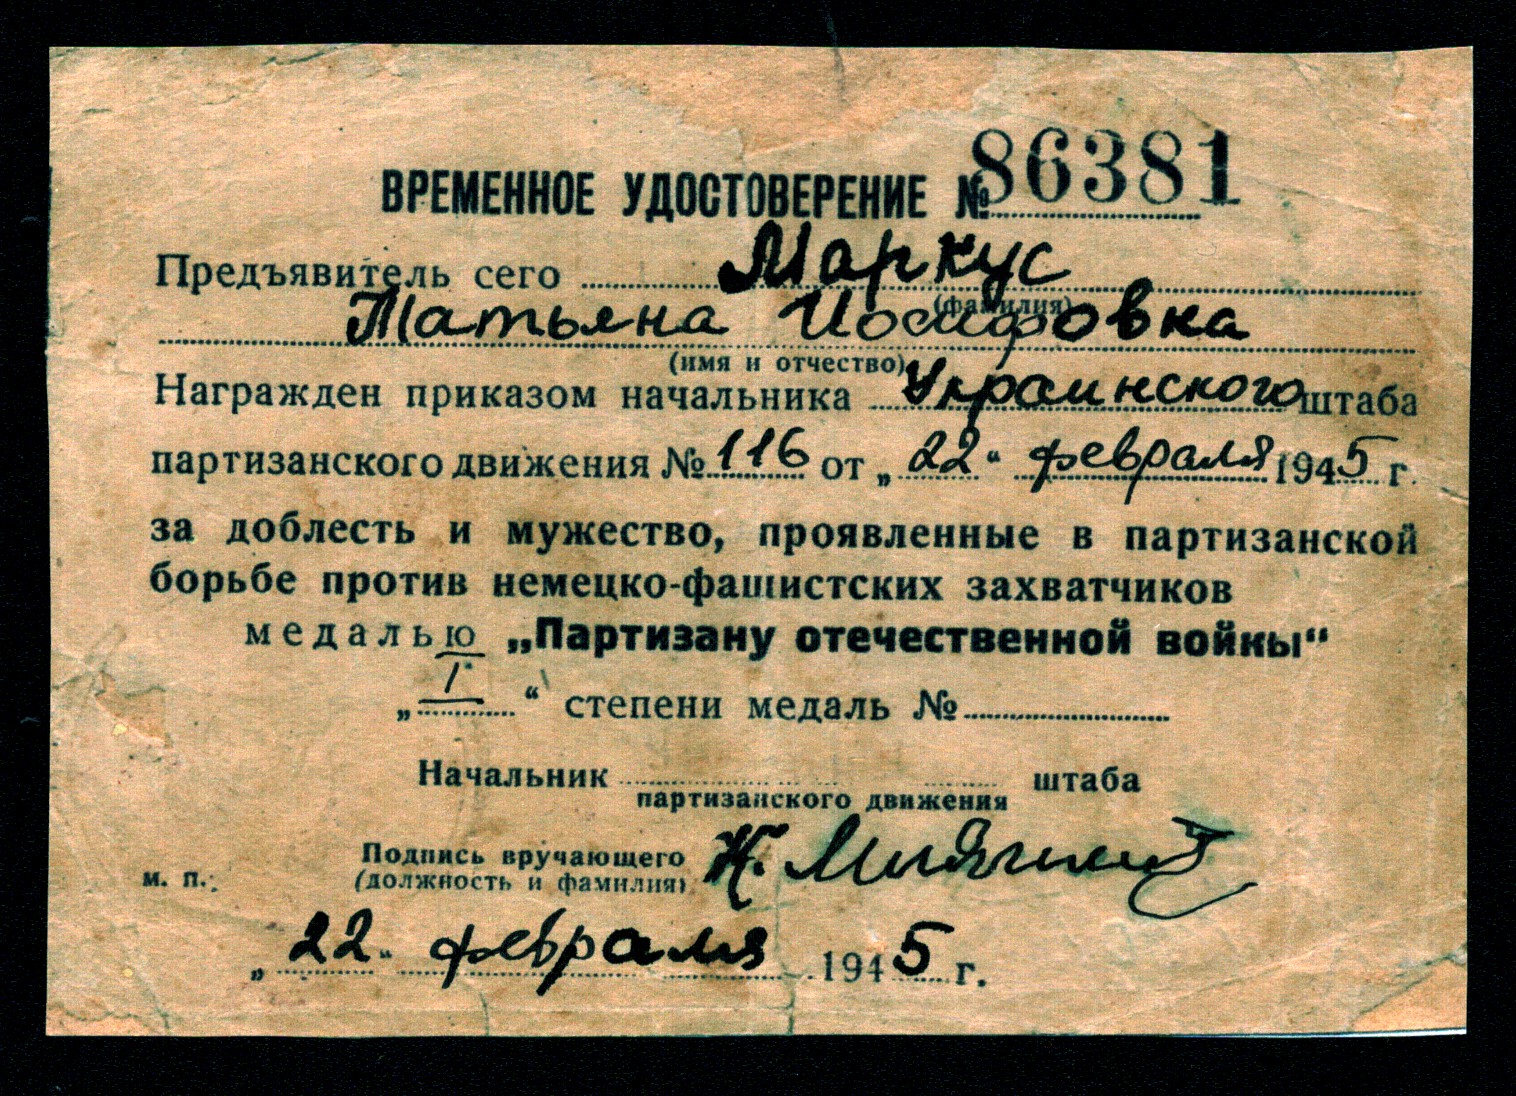 ВРЕМЕННОЕ УДОСТОВЕРЕНИЕ № 86381
Предъявитель сего Маркус
(фамилия)
Татьяна Иосифовна
(имя и отчество)
Награжден приказом начальника Украинского штаба
партизанского движения № 116 от „22“ февраля 1945 г.
за доблесть и мужество, проявленные в партизанской
борьбе против немецко-фашистских захватчиков
медалью „Партизану отечественной войны“
„I“ степени медаль №
Начальник штаба
партизанского движения
Подпись вручающего
м. п. (должность и фамилия)
„22“ февраля 1945 г.